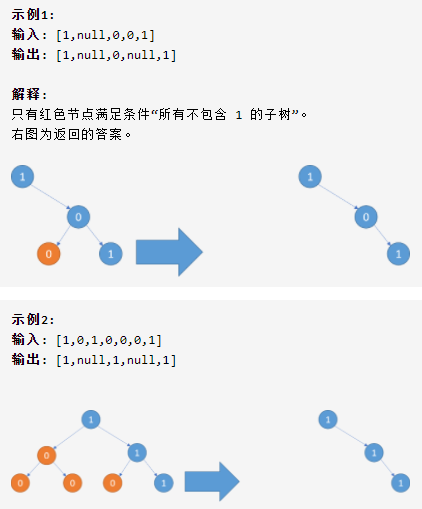 示例1:
输入: [1,null,0,0,1]
输出: [1,null,0,null,1]
解释:
只有红色节点满足条件“所有不包含 1 的子树”。
右图为返回的答案。
1 1
0 0
0 1 1
示例2:
输入: [1,0,1,0,0,0,1]
输出: [1,null,1,null,1]
1 1
0 1 1
0 0 0 1 1